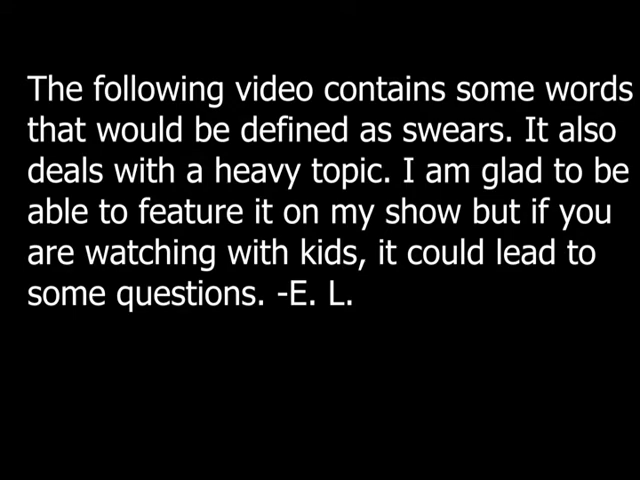 The following video contains some words
that would be defined as swears. It also
deals with a heavy topic. I am glad to be
able to feature it on my show but if you
are watching with kids, it could lead to
some questions. -E. L.